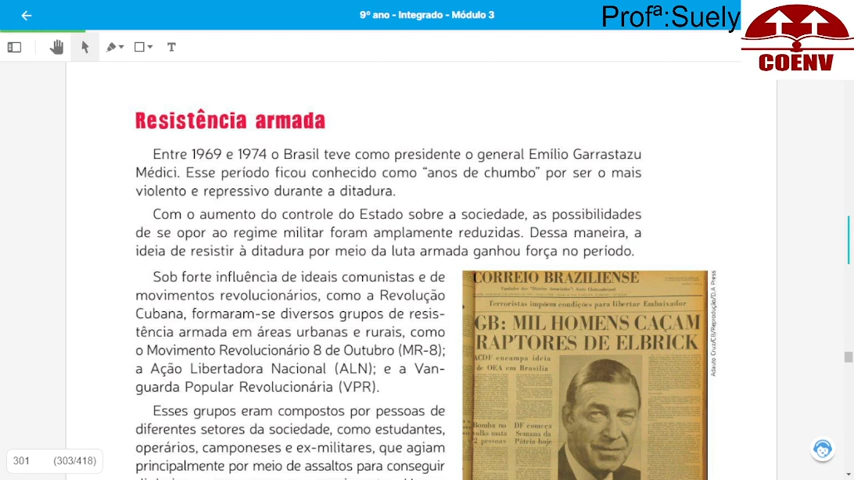 9º ano - Integrado - Módulo 3
Profª:Suely
COENV
T
Resistência armada
Entre 1969 e 1974 o Brasil teve como presidente o general Emílio Garrastazu
Médici. Esse período ficou conhecido como “anos de chumbo” por ser o mais
violento e repressivo durante a ditadura.
Com o aumento do controle do Estado sobre a sociedade, as possibilidades
de se opor ao regime militar foram amplamente reduzidas. Dessa maneira, a
ideia de resistir à ditadura por meio da luta armada ganhou força no período.
Sob forte influência de ideais comunistas e de
movimentos revolucionários, como a Revolução
Cubana, formaram-se diversos grupos de resis-
tência armada em áreas urbanas e rurais, como
o Movimento Revolucionário 8 de Outubro (MR-8);
a Ação Libertadora Nacional (ALN); e a Van-
guarda Popular Revolucionária (VPR).
Esses grupos eram compostos por pessoas de
diferentes setores da sociedade, como estudantes,
operários, camponeses e ex-militares, que agiam
principalmente por meio de assaltos para conseguir
CORREIO BRAZILIENSE
Terroristas impõem condições para libertar Embaixador
GB: MIL HOMENS CAÇAM
RAPTORES DE ELBRICK
ACDF encampa idéia
de OEA em Brasília
Bomba no
2 pessoas
DF começa
Semana da
Pátria hoje
301 (303/418)